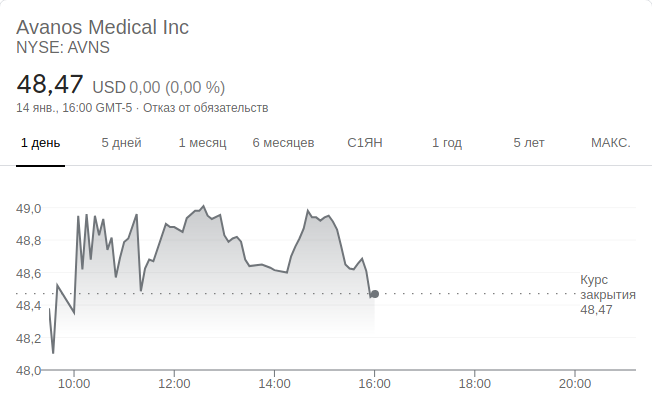 Avanos Medical Inc
NYSE: AVNS
48,47 USD 0,00 (0,00 %)
14 янв., 16:00 GMT-5 · Отказ от обязательств
1 день 5 дней 1 месяц 6 месяцев С1ЯН 1 год 5 лет МАКС.
49,0
48,8
48,6
48,4
48,2
48,0
Курс
закрытия
48,47
10:00 12:00 14:00 16:00 18:00 20:00